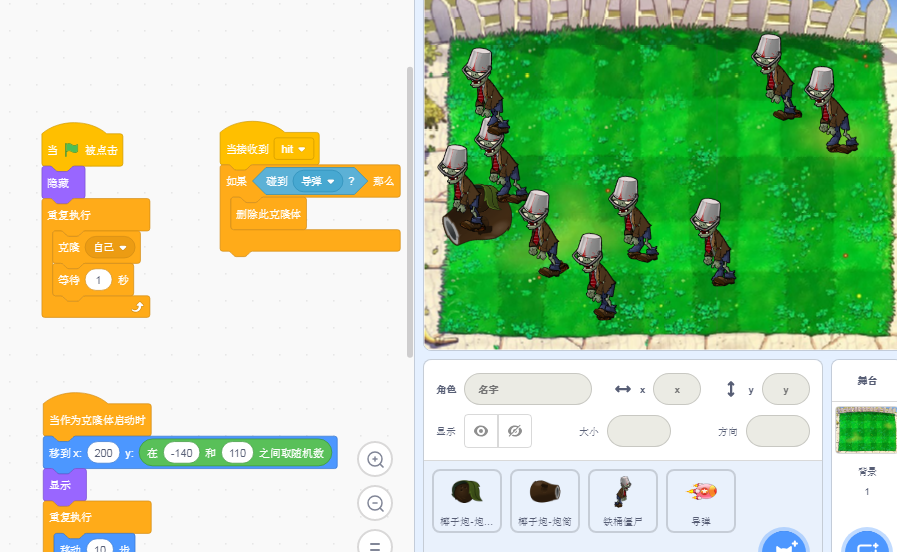 当 被点击
隐藏
重复执行
克隆 自己
等待 1 秒
当接收到 hit
如果 碰到 导弹 ? 那么
删除此克隆体
当作为克隆体启动时
移到 x: 200 y: 在 -140 和 110 之间取随机数
显示
重复执行
移动 10 步
角色 名字 x x y y
显示 大小 方向
椰子炮-炮... 椰子炮-炮筒 铁桶僵尸 导弹
舞台
背景
1